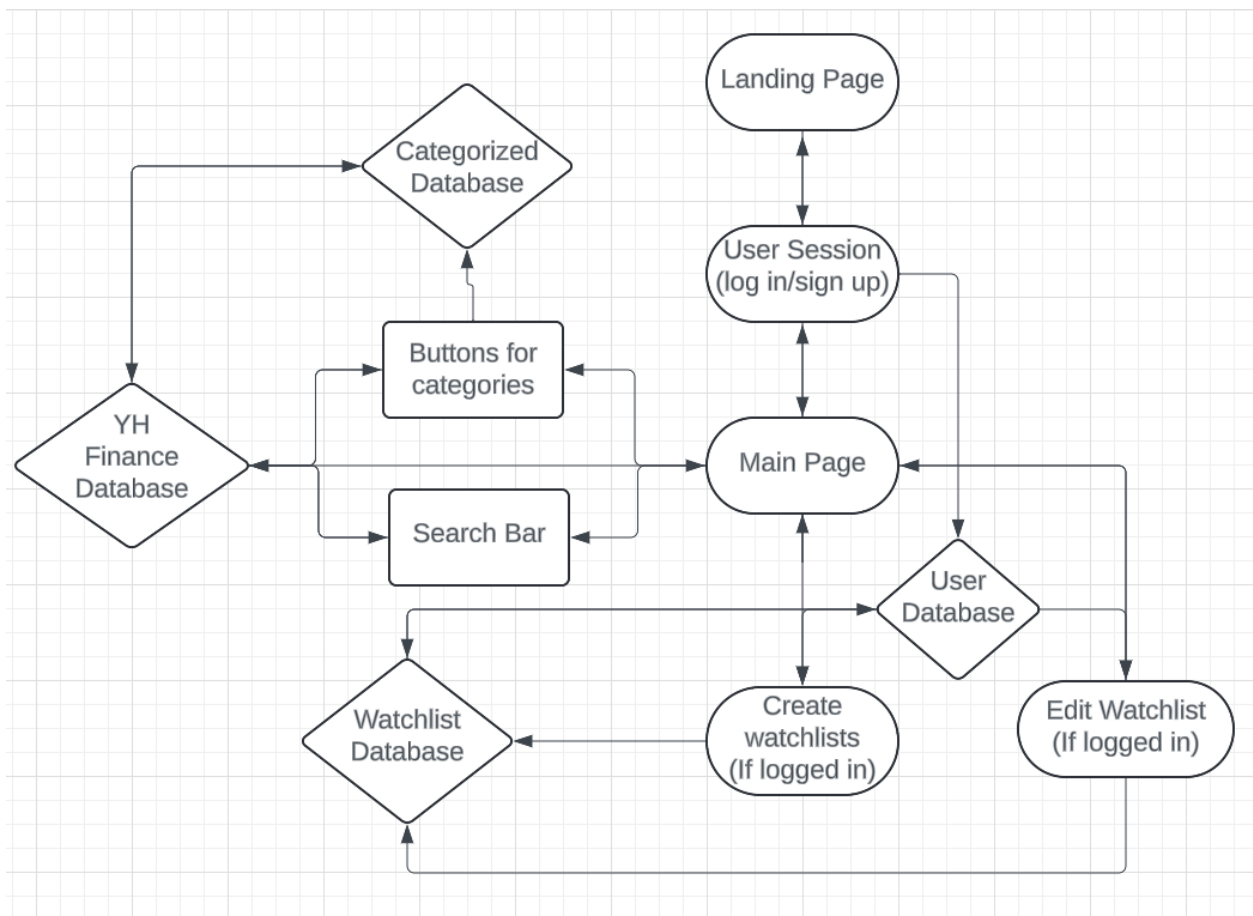 Landing Page
Categorized
Database
User Session
(log in/sign up)
Buttons for
categories
YH
Finance
Database
Main Page
Search Bar
User
Database
Watchlist
Database
Create
watchlists
(If logged in)
Edit Watchlist
(If logged in)